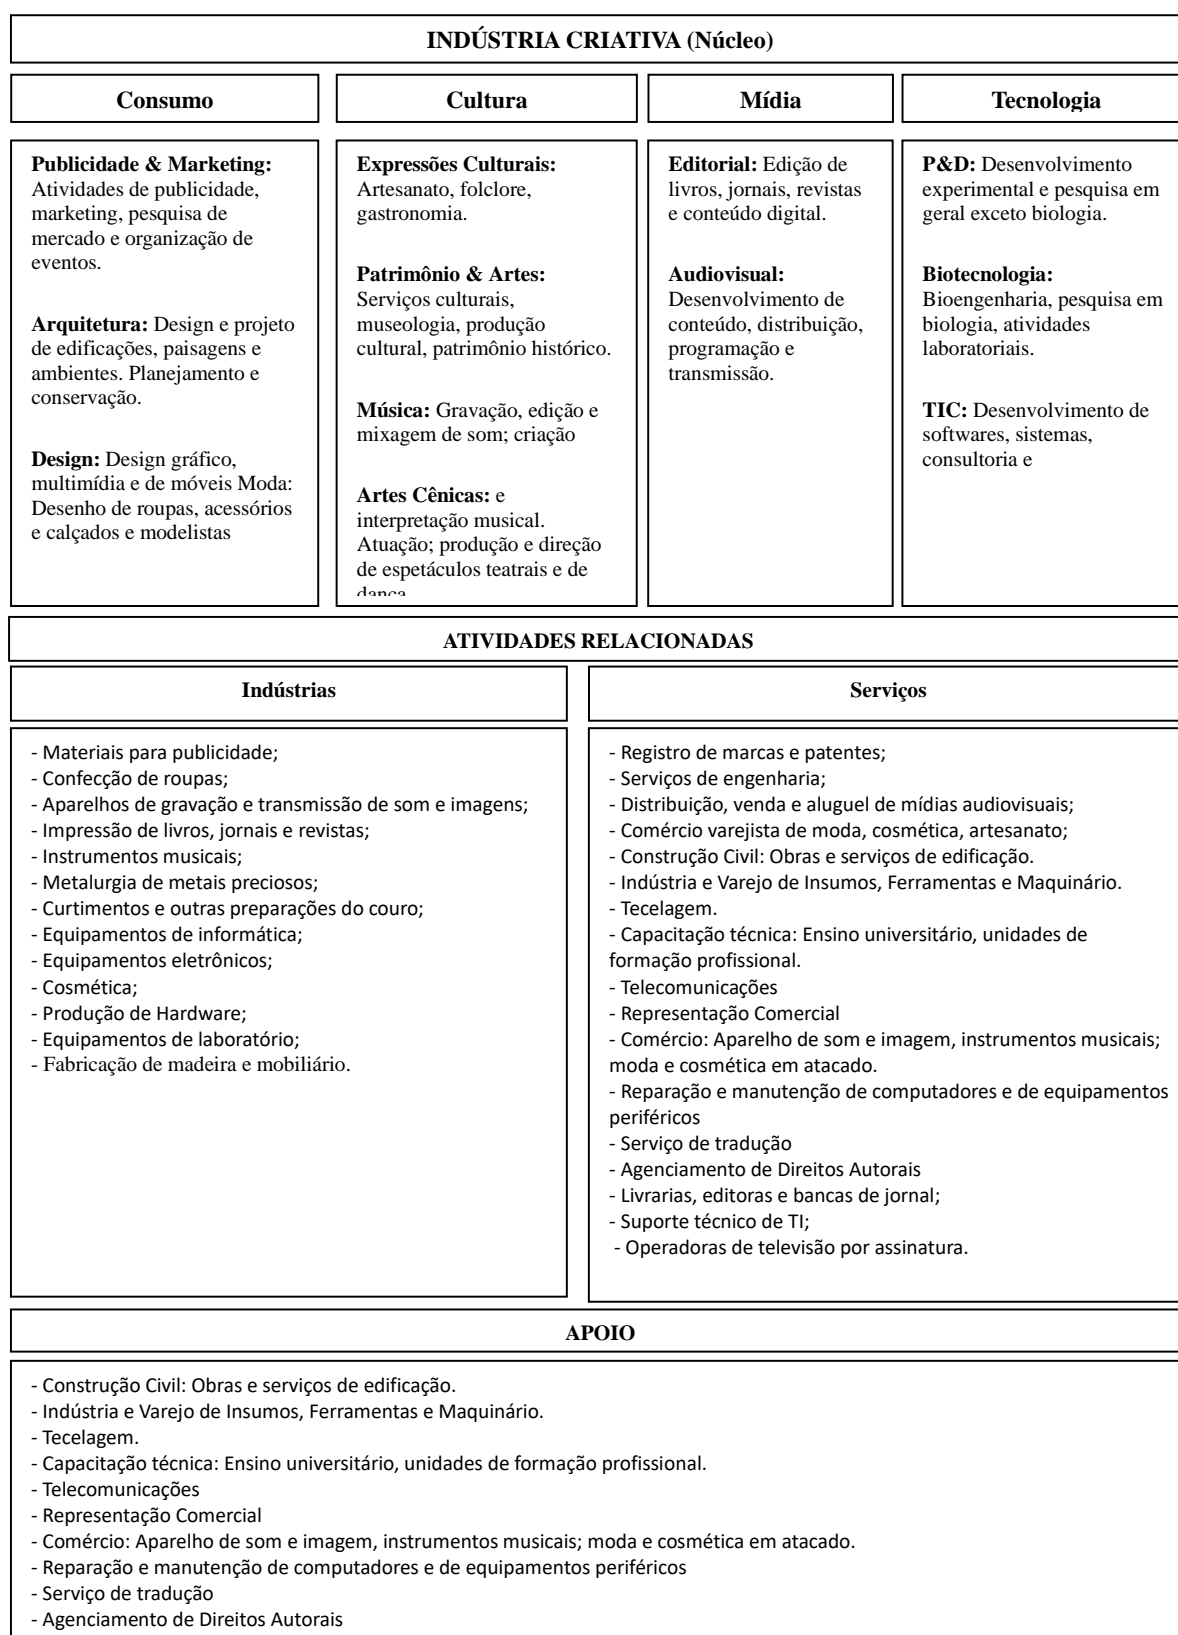 INDÚSTRIA CRIATIVA (Núcleo)
Consumo
Cultura
Mídia
Tecnologia
Publicidade & Marketing:
Atividades de publicidade,
marketing, pesquisa de
mercado e organização de
eventos.
Arquitetura: Design e projeto
de edificações, paisagens e
ambientes. Planejamento e
conservação.
Design: Design gráfico,
multimídia e de móveis Moda:
Desenho de roupas, acessórios
e calçados e modelistas
Expressões Culturais:
Artesanato, folclore,
gastronomia.
Patrimônio & Artes:
Serviços culturais,
museologia, produção
cultural, patrimônio histórico.
Música: Gravação, edição e
mixagem de som; criação
Artes Cênicas: e
interpretação musical.
Atuação; produção e direção
de espetáculos teatrais e de
dança
Editorial: Edição de
livros, jornais, revistas
e conteúdo digital.
Audiovisual:
Desenvolvimento de
conteúdo, distribuição,
programação e
transmissão.
P&D: Desenvolvimento
experimental e pesquisa em
geral exceto biologia.
Biotecnologia:
Bioengenharia, pesquisa em
biologia, atividades
laboratoriais.
TIC: Desenvolvimento de
softwares, sistemas,
consultoria e
ATIVIDADES RELACIONADAS
Indústrias
Serviços
- Materiais para publicidade;
- Confecção de roupas;
- Aparelhos de gravação e transmissão de som e imagens;
- Impressão de livros, jornais e revistas;
- Instrumentos musicais;
- Metalurgia de metais preciosos;
- Curtimentos e outras preparações do couro;
- Equipamentos de informática;
- Equipamentos eletrônicos;
- Cosmética;
- Produção de Hardware;
- Equipamentos de laboratório;
- Fabricação de madeira e mobiliário.
- Registro de marcas e patentes;
- Serviços de engenharia;
- Distribuição, venda e aluguel de mídias audiovisuais;
- Comércio varejista de moda, cosmética, artesanato;
- Construção Civil: Obras e serviços de edificação.
- Indústria e Varejo de Insumos, Ferramentas e Maquinário.
- Tecelagem.
- Capacitação técnica: Ensino universitário, unidades de
formação profissional.
- Telecomunicações
- Representação Comercial
- Comércio: Aparelho de som e imagem, instrumentos musicais;
moda e cosmética em atacado.
- Reparação e manutenção de computadores e de equipamentos
periféricos
- Serviço de tradução
- Agenciamento de Direitos Autorais
- Livrarias, editoras e bancas de jornal;
- Suporte técnico de TI;
- Operadoras de televisão por assinatura.
APOIO
- Construção Civil: Obras e serviços de edificação.
- Indústria e Varejo de Insumos, Ferramentas e Maquinário.
- Tecelagem.
- Capacitação técnica: Ensino universitário, unidades de formação profissional.
- Telecomunicações
- Representação Comercial
- Comércio: Aparelho de som e imagem, instrumentos musicais; moda e cosmética em atacado.
- Reparação e manutenção de computadores e de equipamentos periféricos
- Serviço de tradução
- Agenciamento de Direitos Autorais